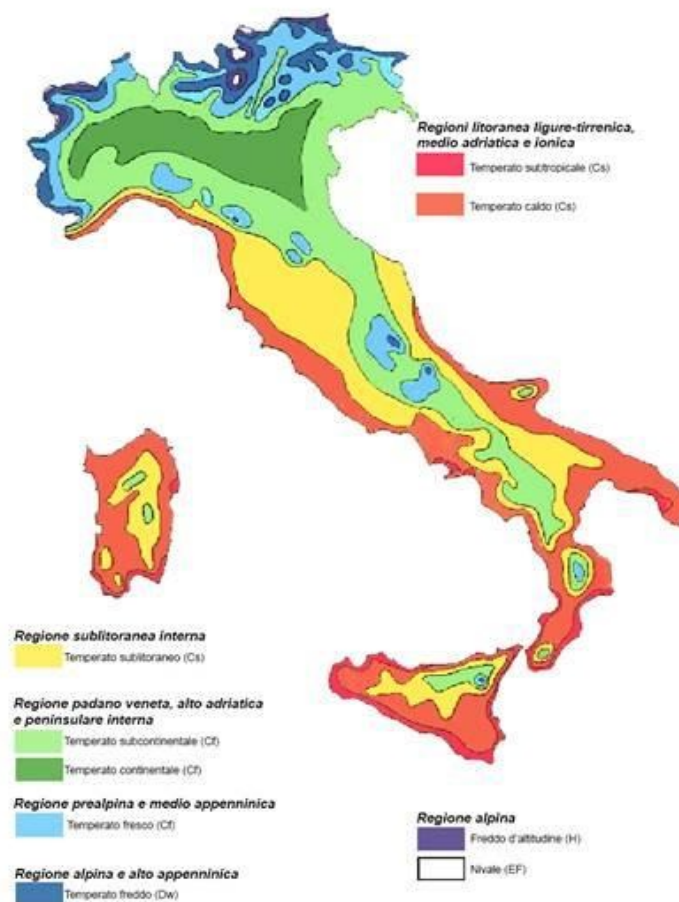 Regioni litoranea ligure-tirrenica,
medio adriatica e ionica
Temperato subtropicale (Cs)
Temperato caldo (Cs)
Regione sublitoranea interna
Temperato sublitoraneo (Cs)
Regione padano veneta, alto adriatica
e peninsulare interna
Temperato subcontinentale (Cf)
Temperato continentale (Cf)
Regione prealpina e medio appenninica
Temperato fresco (Cf)
Regione alpina e alto appenninica
Temperato freddo (Dw)
Regione alpina
Freddo d'altitudine (H)
Nivale (EF)